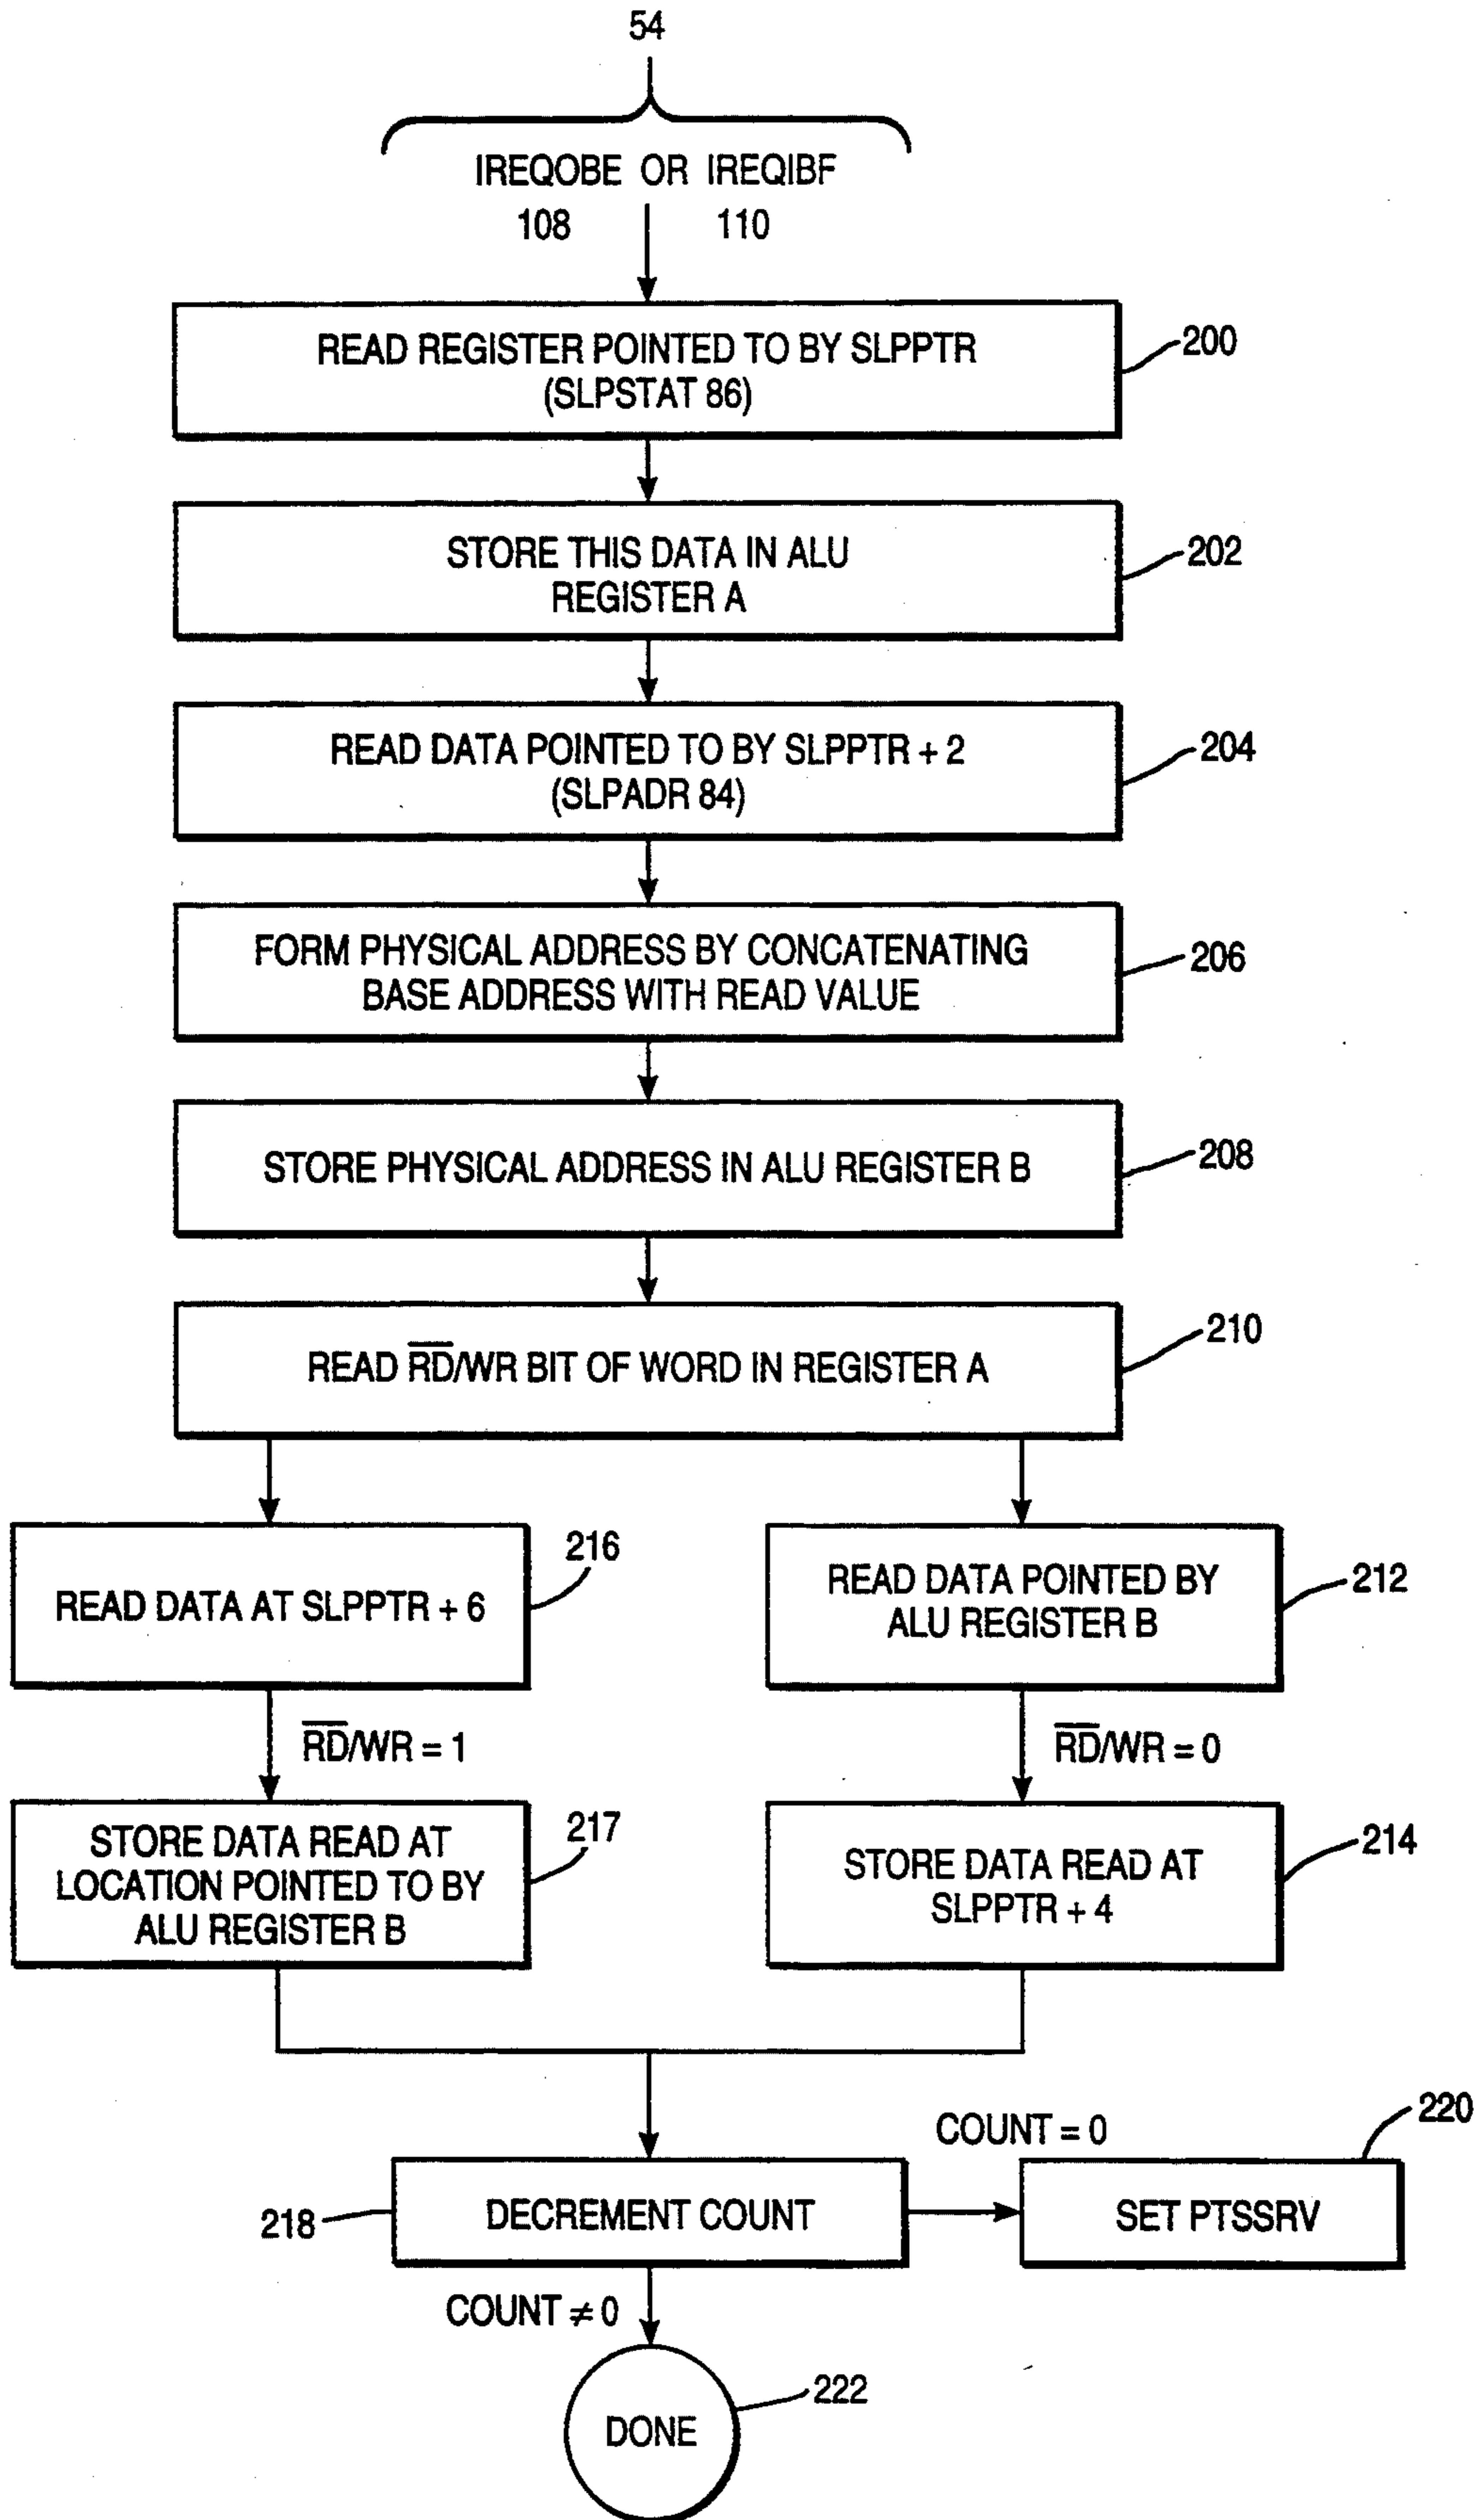 54
IREQOBE OR IREQIBF
108 110
READ REGISTER POINTED TO BY SLPPTR
(SLPSTAT 86)
200
STORE THIS DATA IN ALU
REGISTER A
202
READ DATA POINTED TO BY SLPPTR + 2
(SLPADR 84)
204
FORM PHYSICAL ADDRESS BY CONCATENATING
BASE ADDRESS WITH READ VALUE
206
STORE PHYSICAL ADDRESS IN ALU REGISTER B
208
READ R̅D̅/WR BIT OF WORD IN REGISTER A
210
READ DATA AT SLPPTR + 6
216
READ DATA POINTED BY
ALU REGISTER B
212
R̅D̅/WR = 1
R̅D̅/WR = 0
STORE DATA READ AT
LOCATION POINTED TO BY
ALU REGISTER B
217
STORE DATA READ AT
SLPPTR + 4
214
COUNT = 0
220
218
DECREMENT COUNT
SET PTSSRV
COUNT ≠ 0
DONE
222